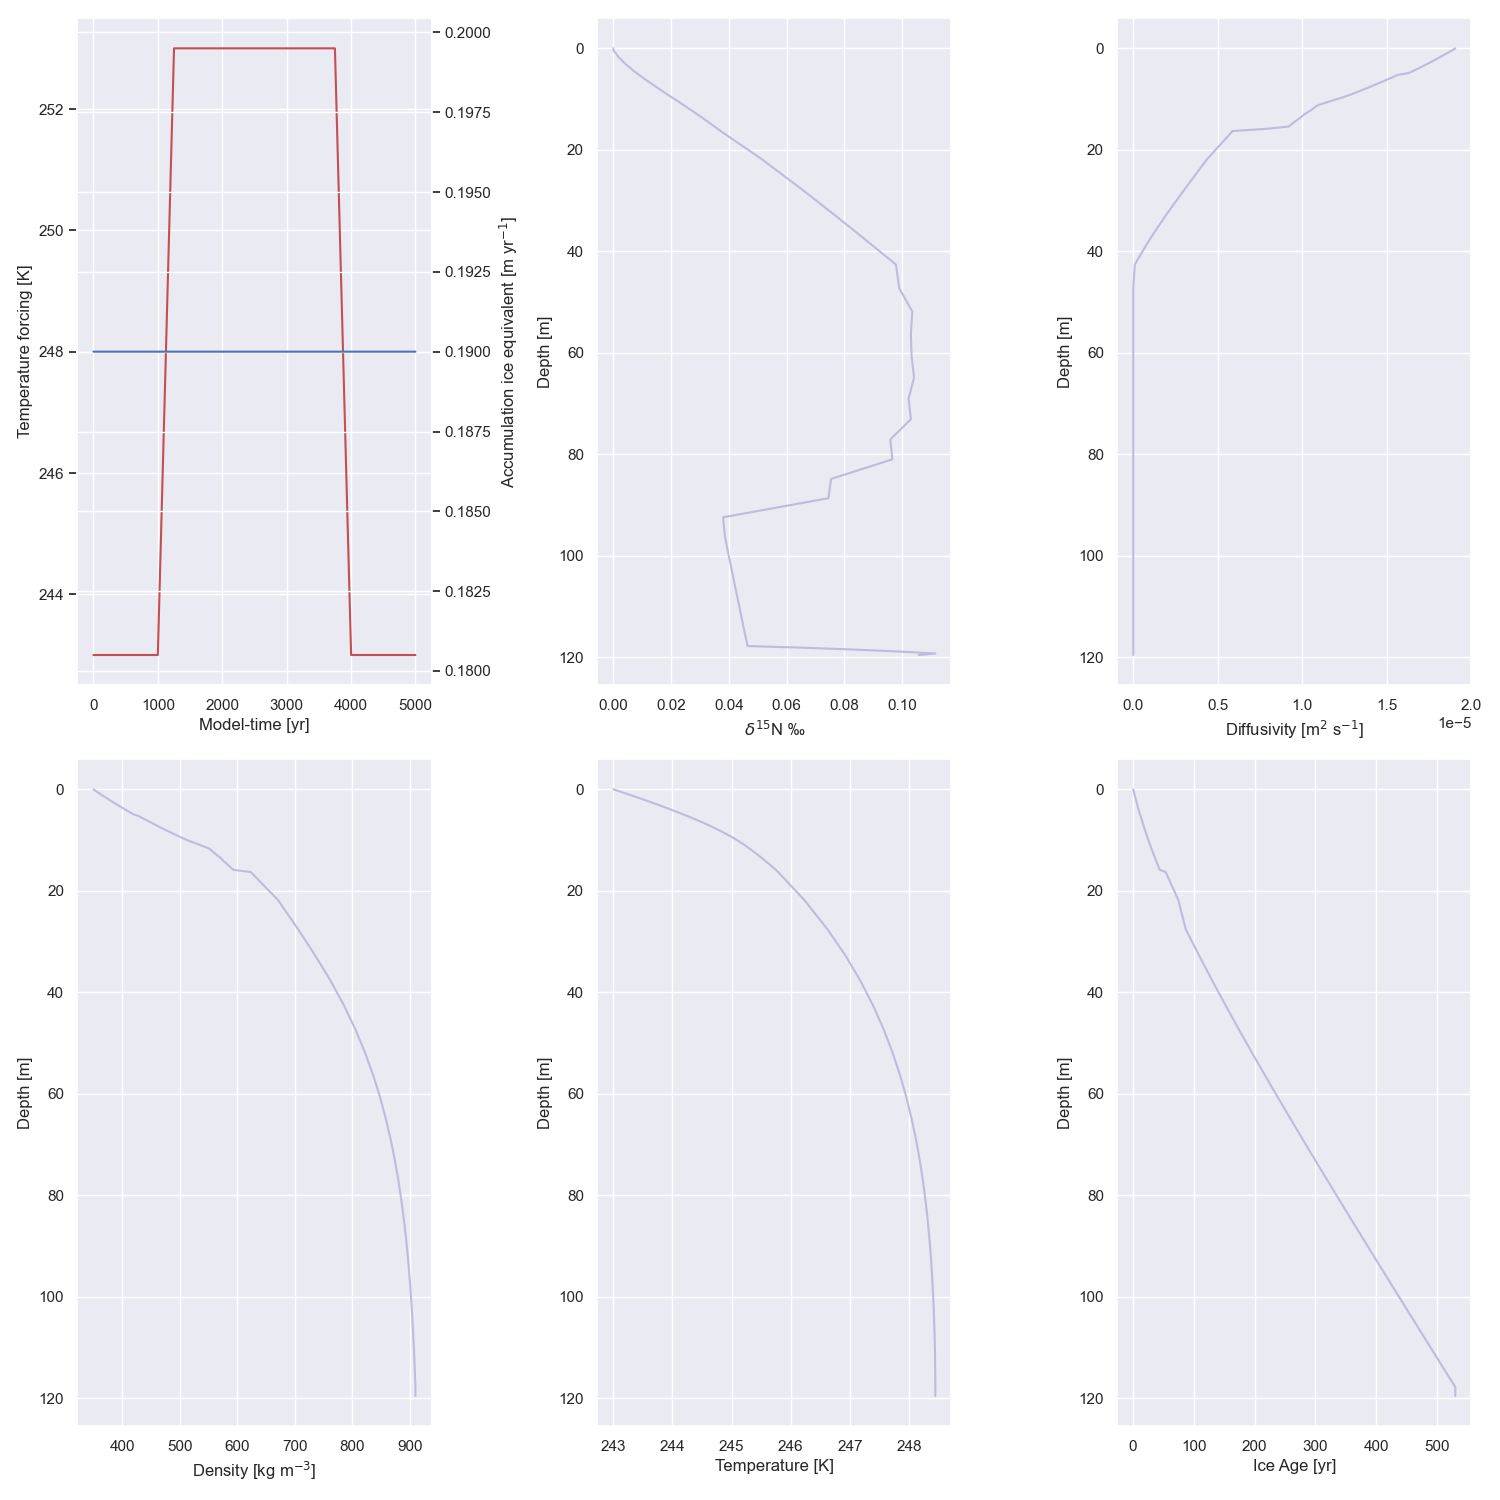 252
250
248
246
244
Temperature forcing [K]
0.2000
0.1975
0.1950
0.1925
0.1900
0.1875
0.1850
0.1825
0.1800
Accumulation ice equivalent [m yr⁻¹]
0 1000 2000 3000 4000 5000
Model-time [yr]
0
20
40
60
80
100
120
Depth [m]
0.00 0.02 0.04 0.06 0.08 0.10
δ¹⁵N ‰
0
20
40
60
80
100
120
Depth [m]
0.0 0.5 1.0 1.5 2.0
1e−5
Diffusivity [m² s⁻¹]
0
20
40
60
80
100
120
Depth [m]
400 500 600 700 800 900
Density [kg m⁻³]
0
20
40
60
80
100
120
Depth [m]
243 244 245 246 247 248
Temperature [K]
0
20
40
60
80
100
120
Depth [m]
0 100 200 300 400 500
Ice Age [yr]